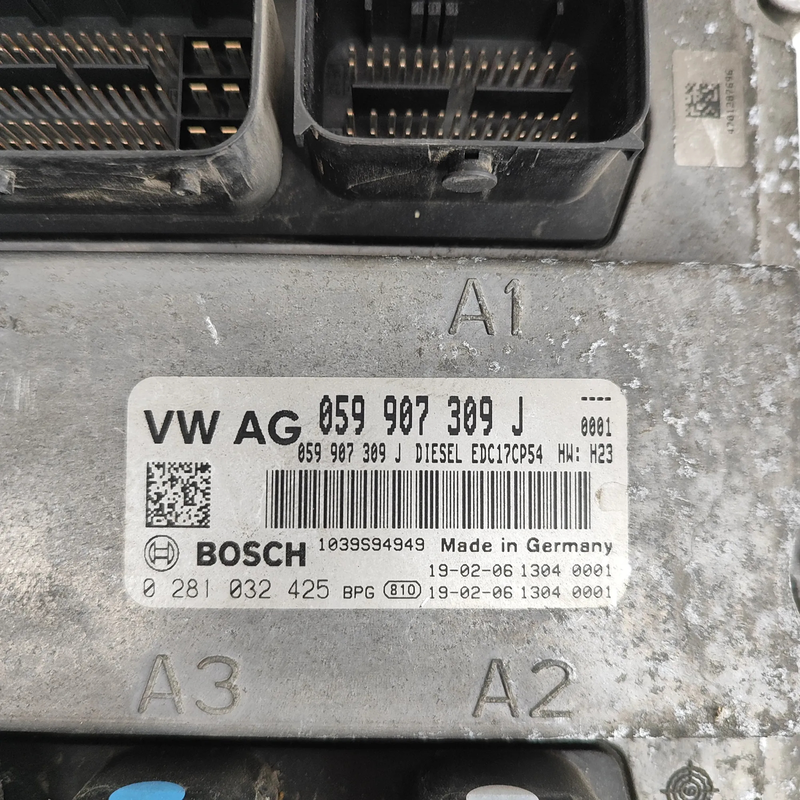 4701207696
A1
VW AG 059 907 309 J
----
0001
059 907 309 J DIESEL EDC17CP54 HW: H23
BOSCH 1039S94949 Made in Germany
19-02-06 1304 0001
0 281 032 425 BPG 810 19-02-06 1304 0001
A3 A2